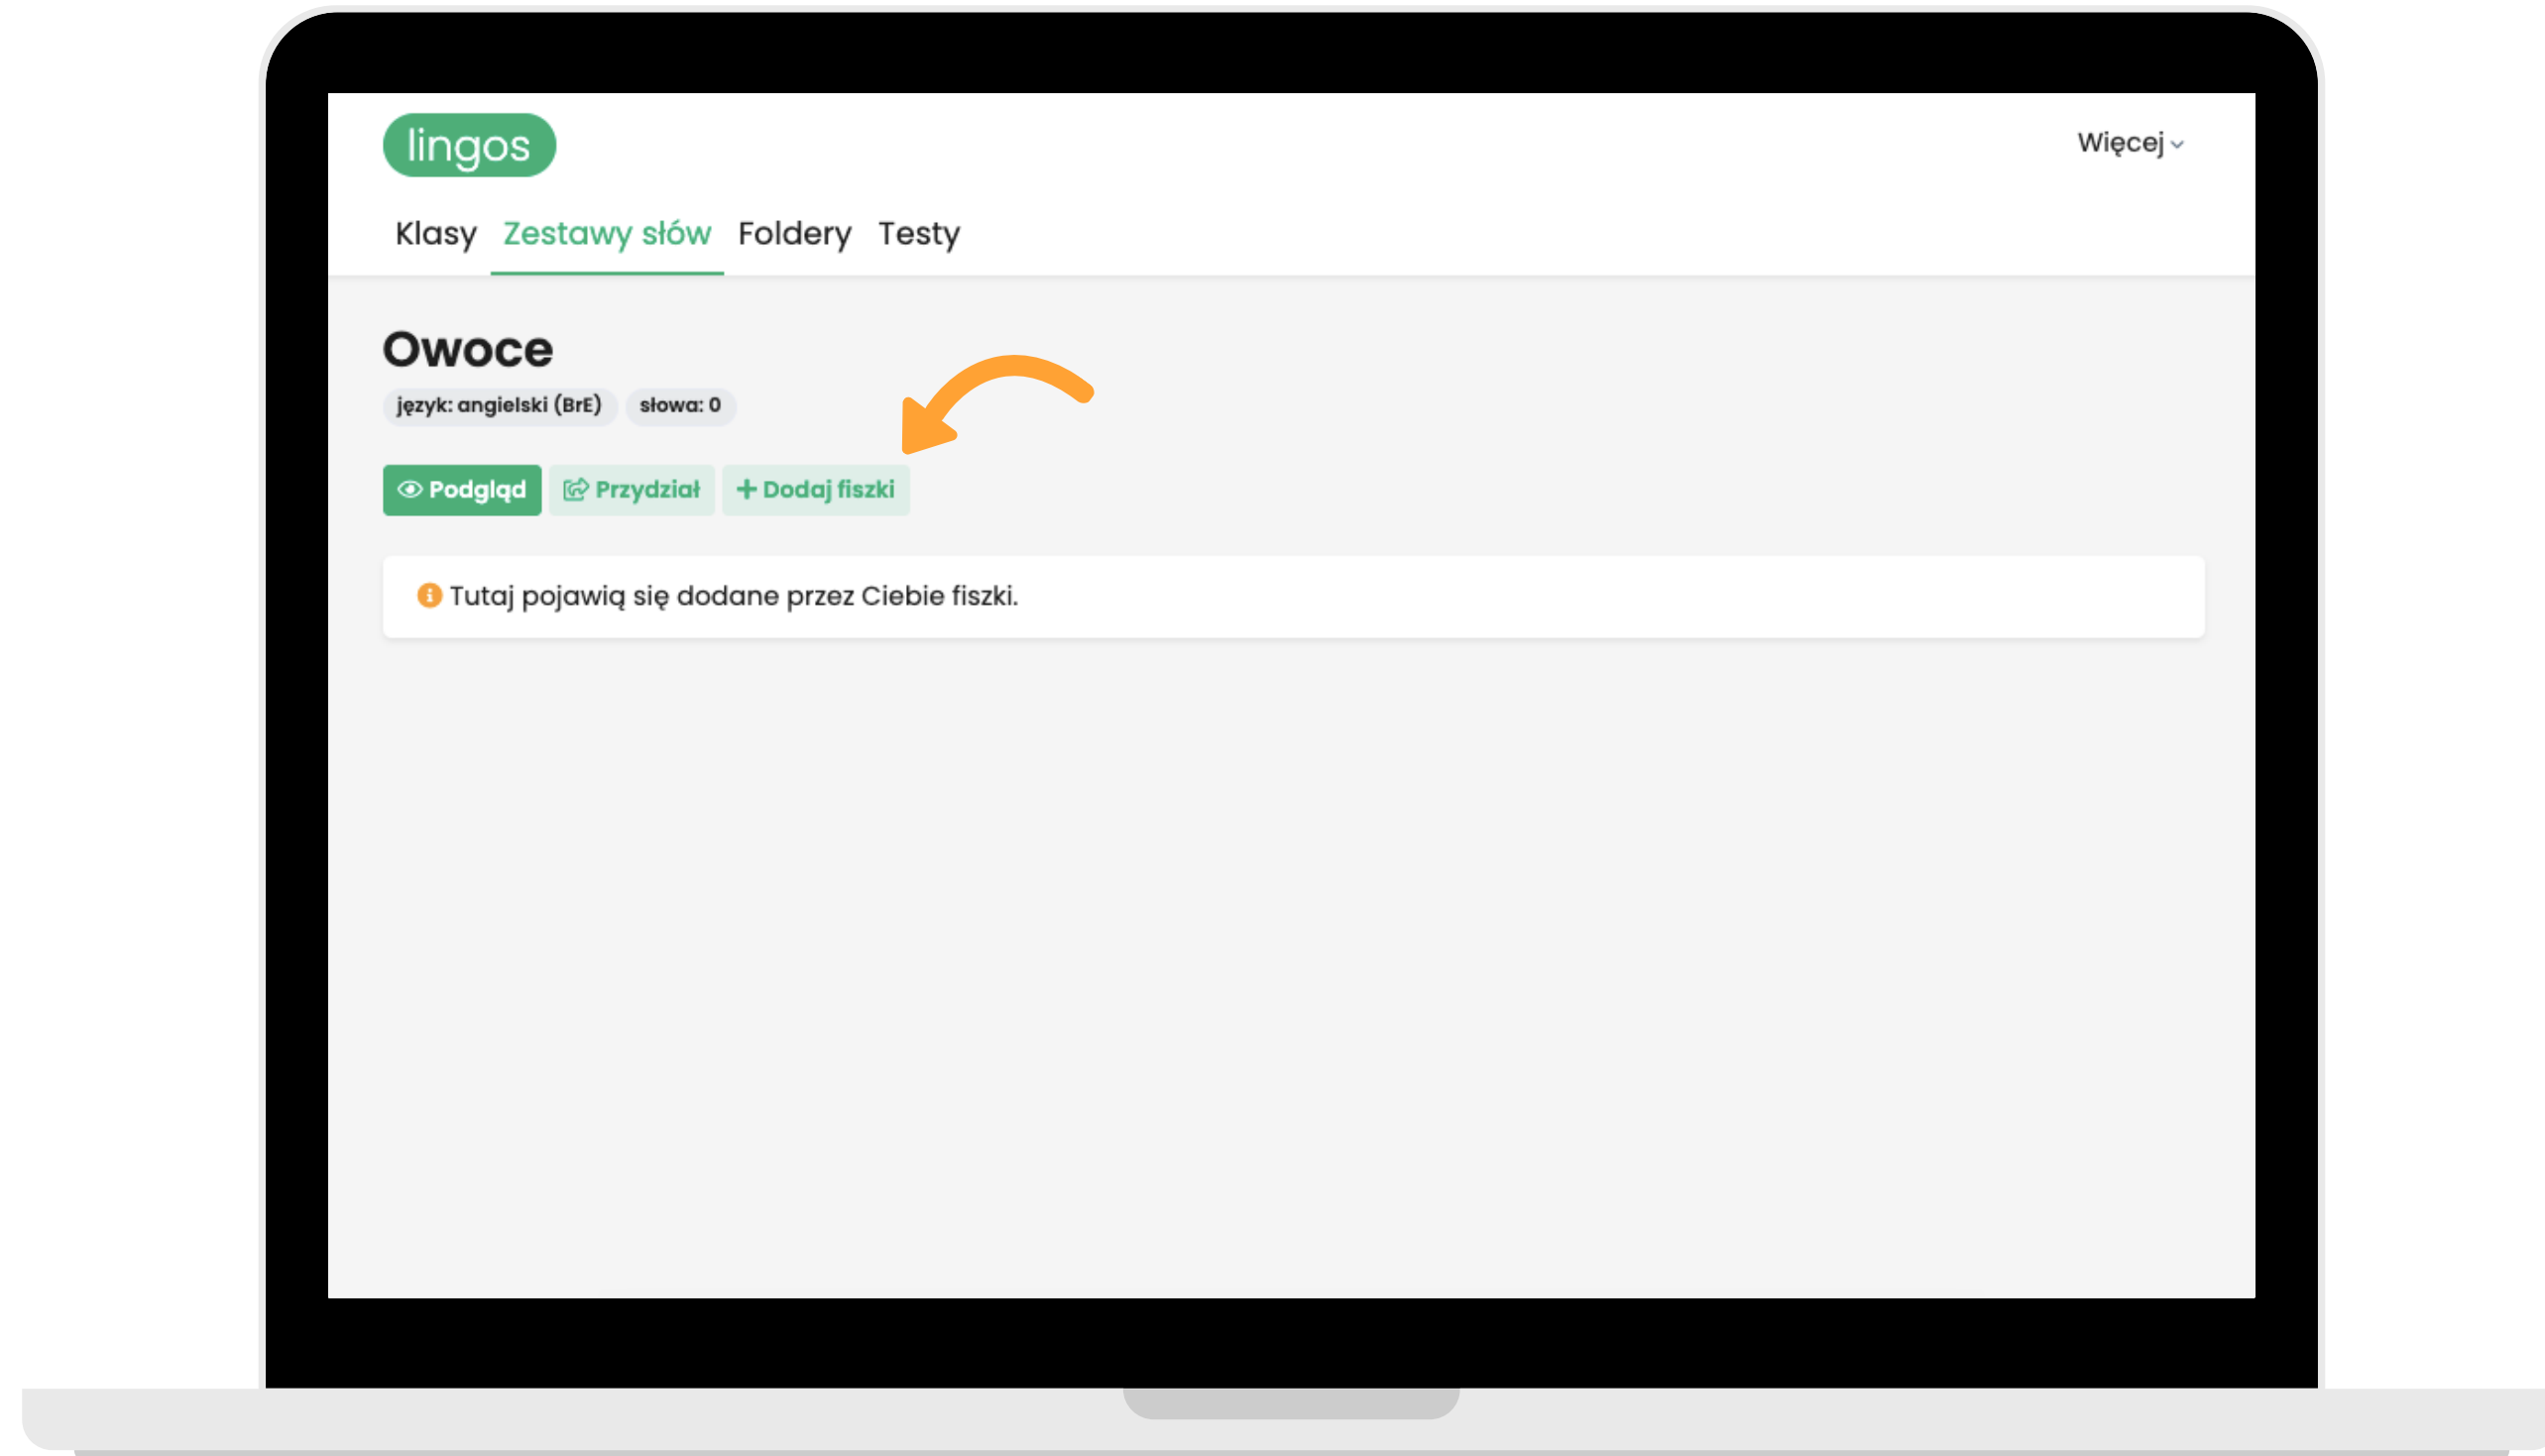 lingos
Więcej
Klasy Zestawy słów Foldery Testy
Owoce
język: angielski (BrE) słowa: 0
Podgląd Przydział + Dodaj fiszki
Tutaj pojawią się dodane przez Ciebie fiszki.